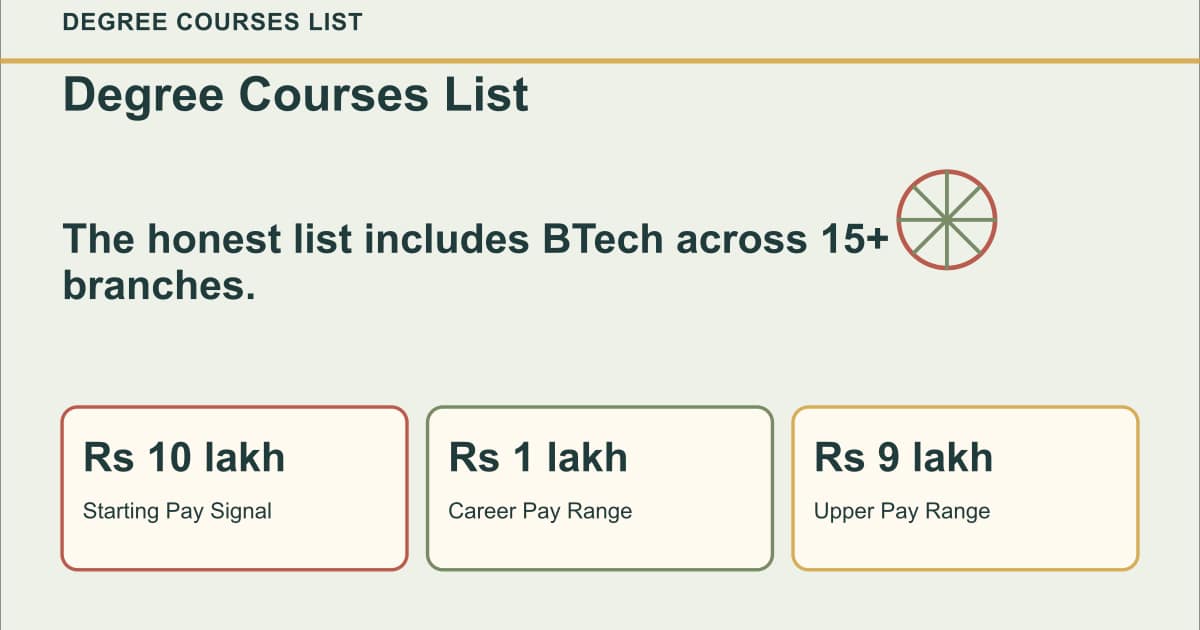 DEGREE COURSES LIST
Degree Courses List
The honest list includes BTech across 15+
branches.
Rs 10 lakh
Starting Pay Signal
Rs 1 lakh
Career Pay Range
Rs 9 lakh
Upper Pay Range